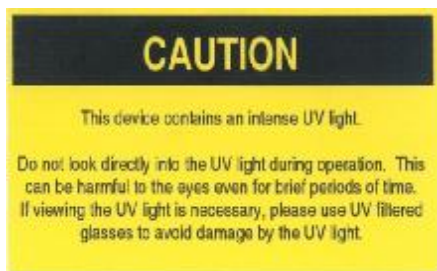 CAUTION
This device contains an intense UV light.
Do not look directly into the UV light during operation. This
can be harmful to the eyes even for brief periods of time.
If viewing the UV light is necessary, please use UV filtered
glasses to avoid damage by the UV light.